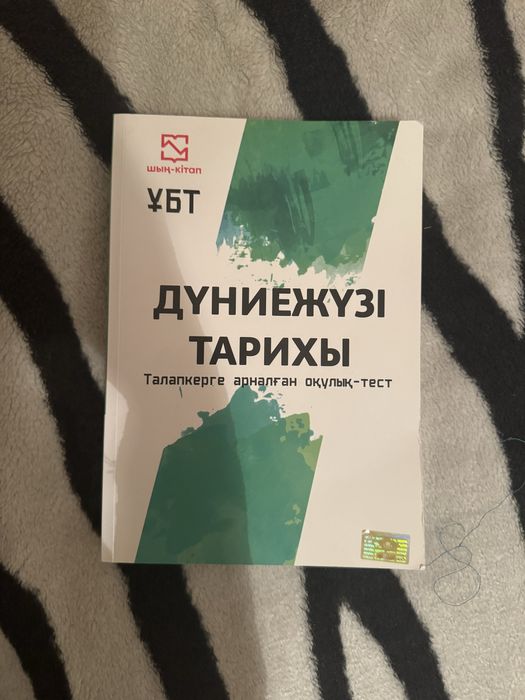 шың-кітап
ҰБТ
ДҮНИЕЖҮЗІ
ТАРИХЫ
Талапкерге арналған оқулық-тест